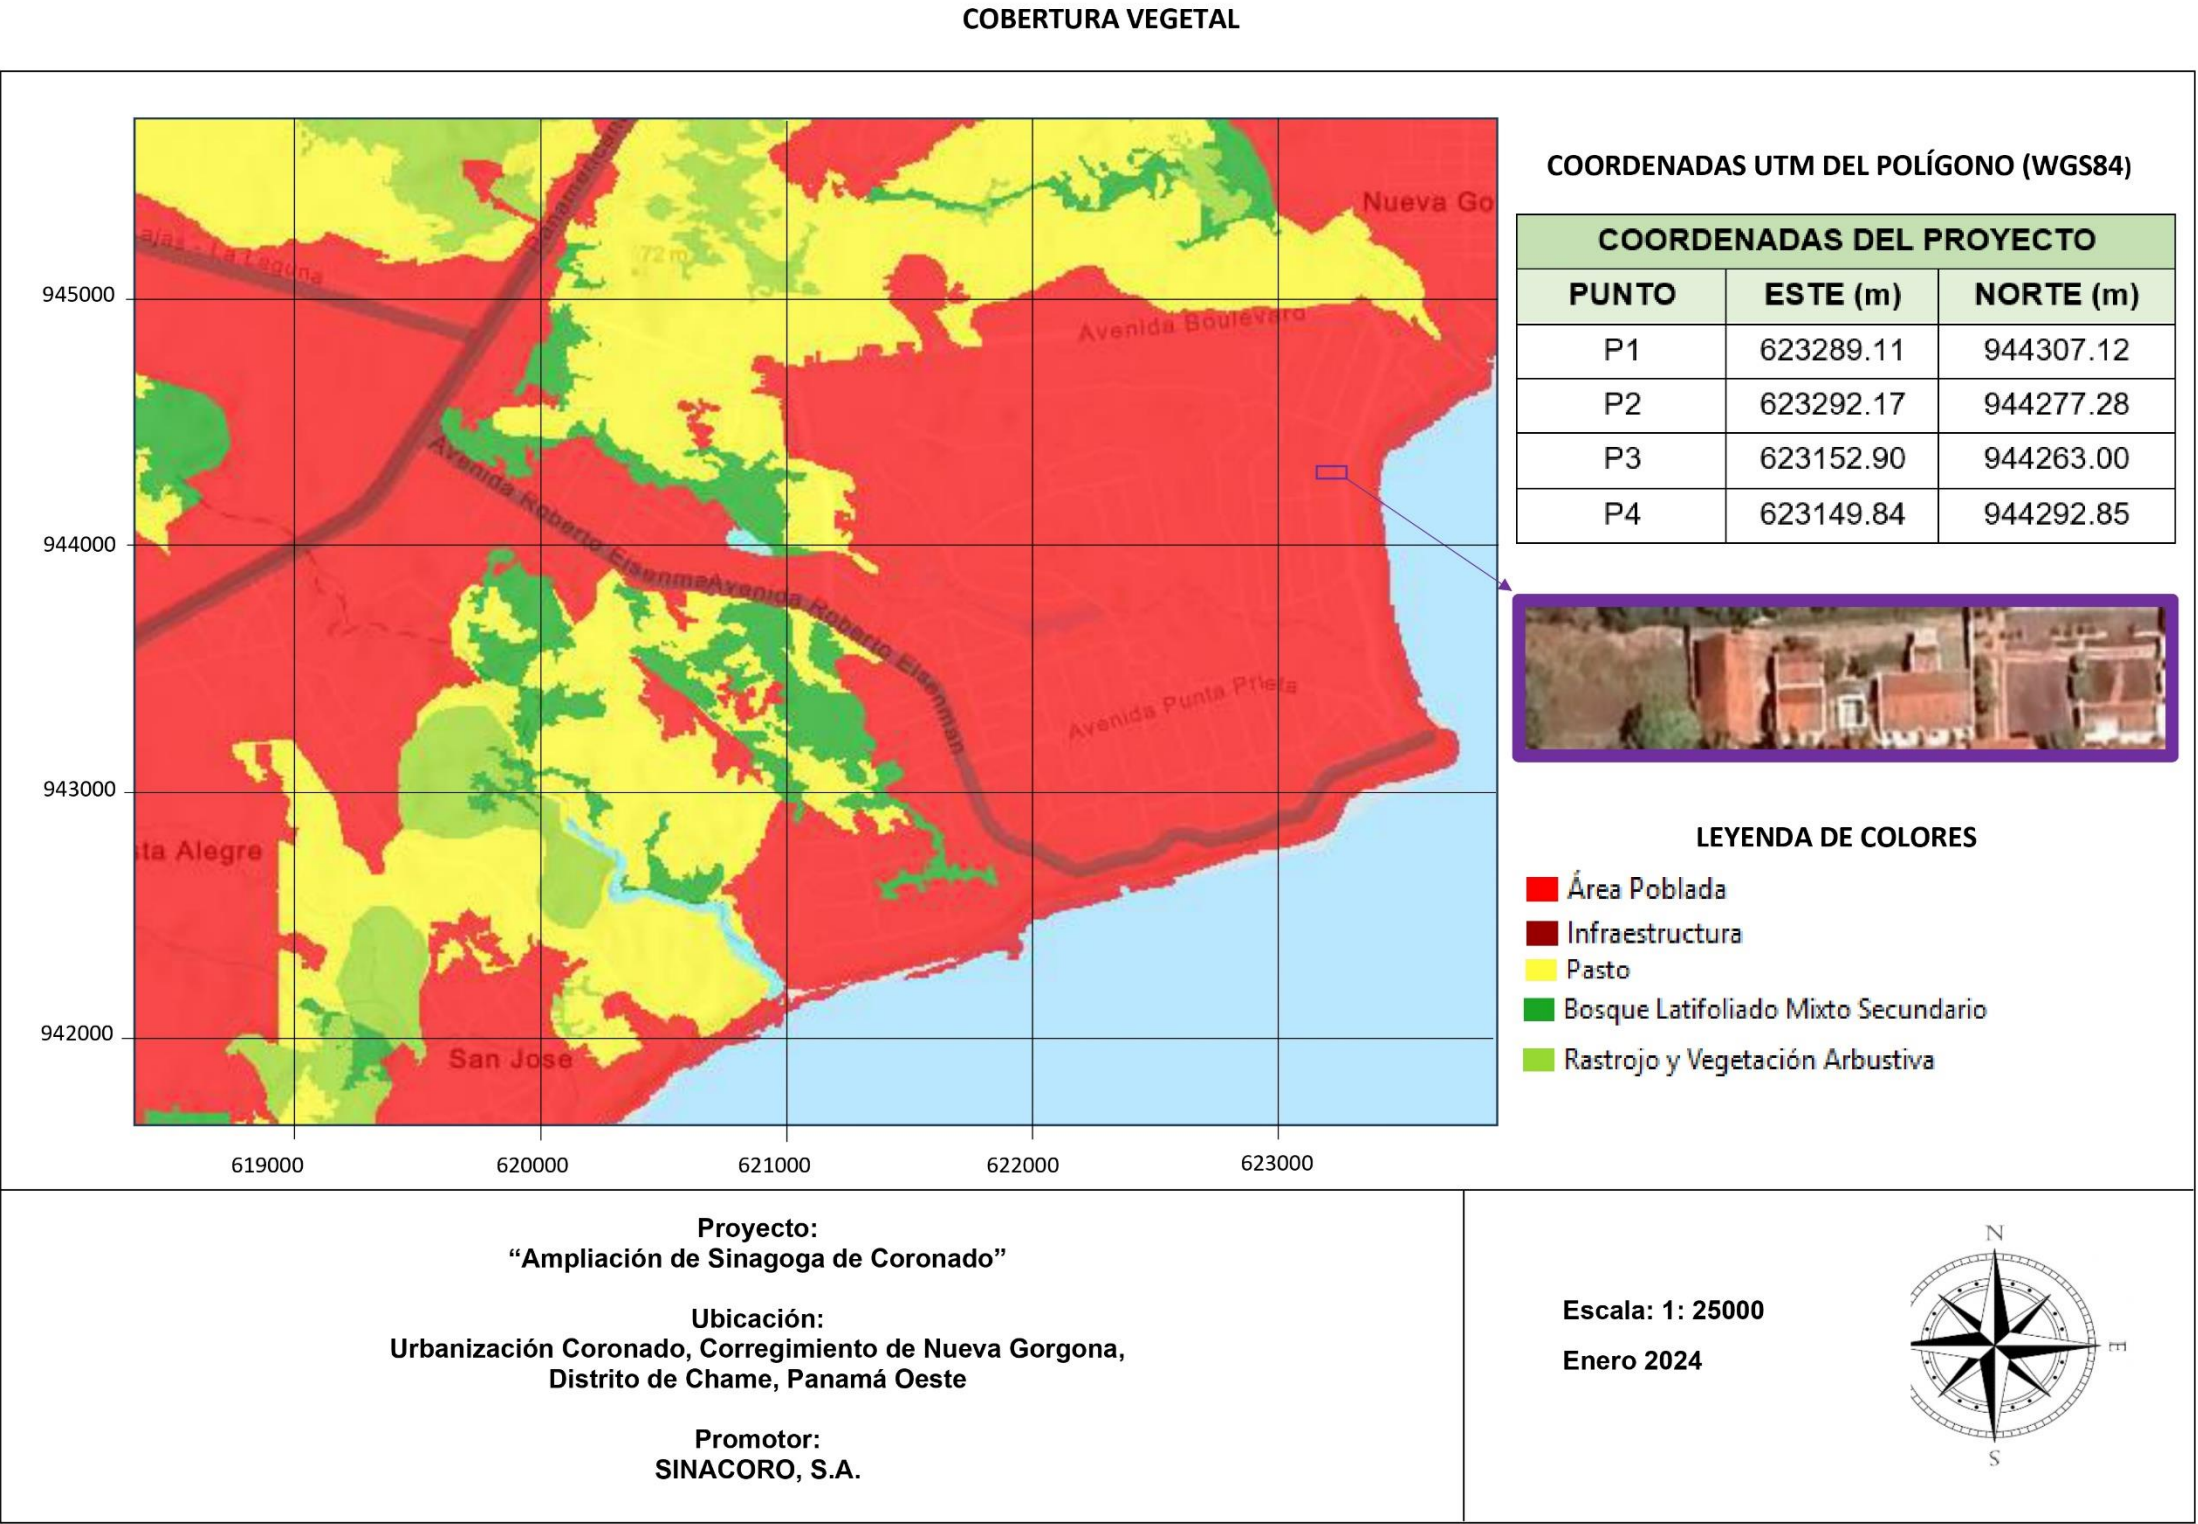 COBERTURA VEGETAL
Panamericana
Nueva Go
ajas - La Laguna
72 m
945000
Avenida Boulevard
Avenida Roberto Eisenman
Avenida Roberto Eisenman
944000
Avenida Punta Prieta
943000
ta Alegre
942000
San Jose
619000 620000 621000 622000 623000
COORDENADAS UTM DEL POLÍGONO (WGS84)
COORDENADAS DEL PROYECTO
PUNTO ESTE (m) NORTE (m)
P1 623289.11 944307.12
P2 623292.17 944277.28
P3 623152.90 944263.00
P4 623149.84 944292.85
LEYENDA DE COLORES
Área Poblada
Infraestructura
Pasto
Bosque Latifoliado Mixto Secundario
Rastrojo y Vegetación Arbustiva
Proyecto:
“Ampliación de Sinagoga de Coronado”
Ubicación:
Urbanización Coronado, Corregimiento de Nueva Gorgona,
Distrito de Chame, Panamá Oeste
Promotor:
SINACORO, S.A.
Escala: 1: 25000
Enero 2024
N
E
S